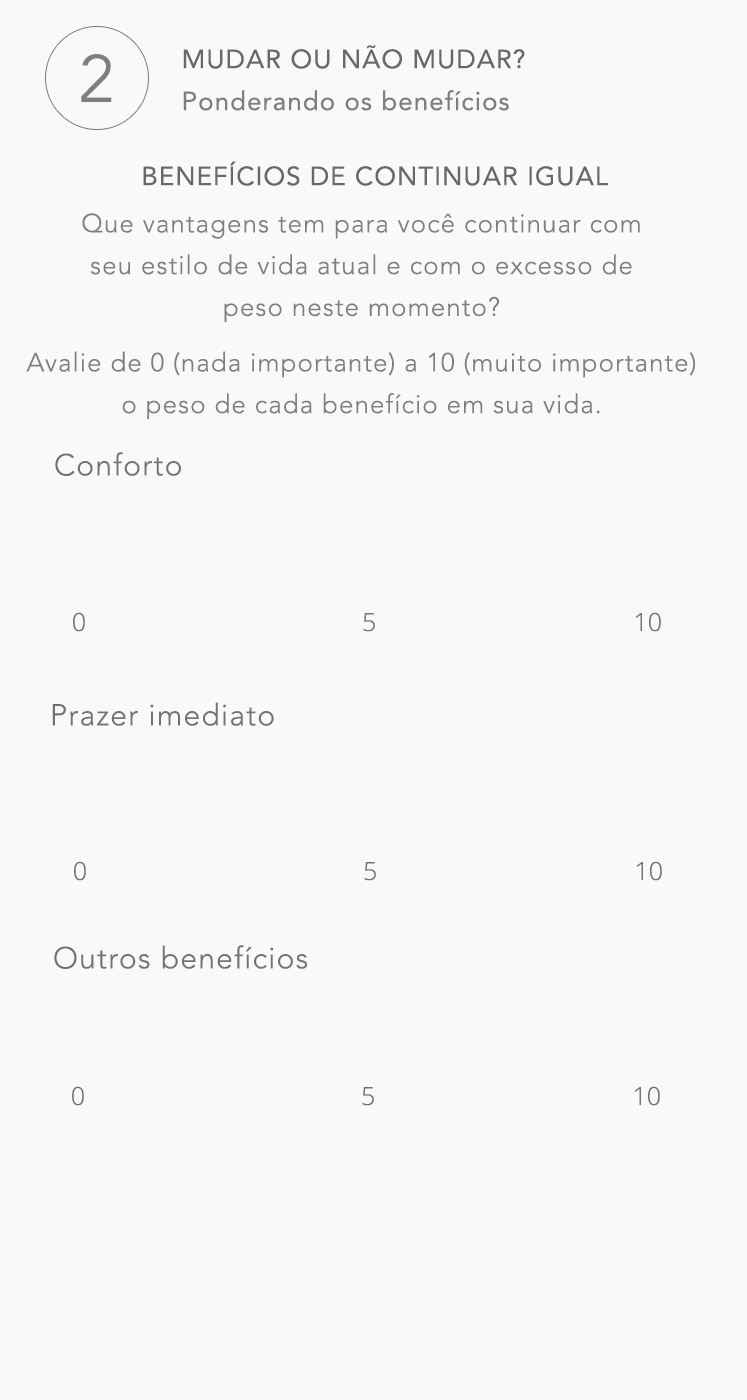 2
MUDAR OU NÃO MUDAR?
Ponderando os benefícios
BENEFÍCIOS DE CONTINUAR IGUAL
Que vantagens tem para você continuar com
seu estilo de vida atual e com o excesso de
peso neste momento?
Avalie de 0 (nada importante) a 10 (muito importante)
o peso de cada benefício em sua vida.
Conforto
0 5 10
Prazer imediato
0 5 10
Outros benefícios
0 5 10